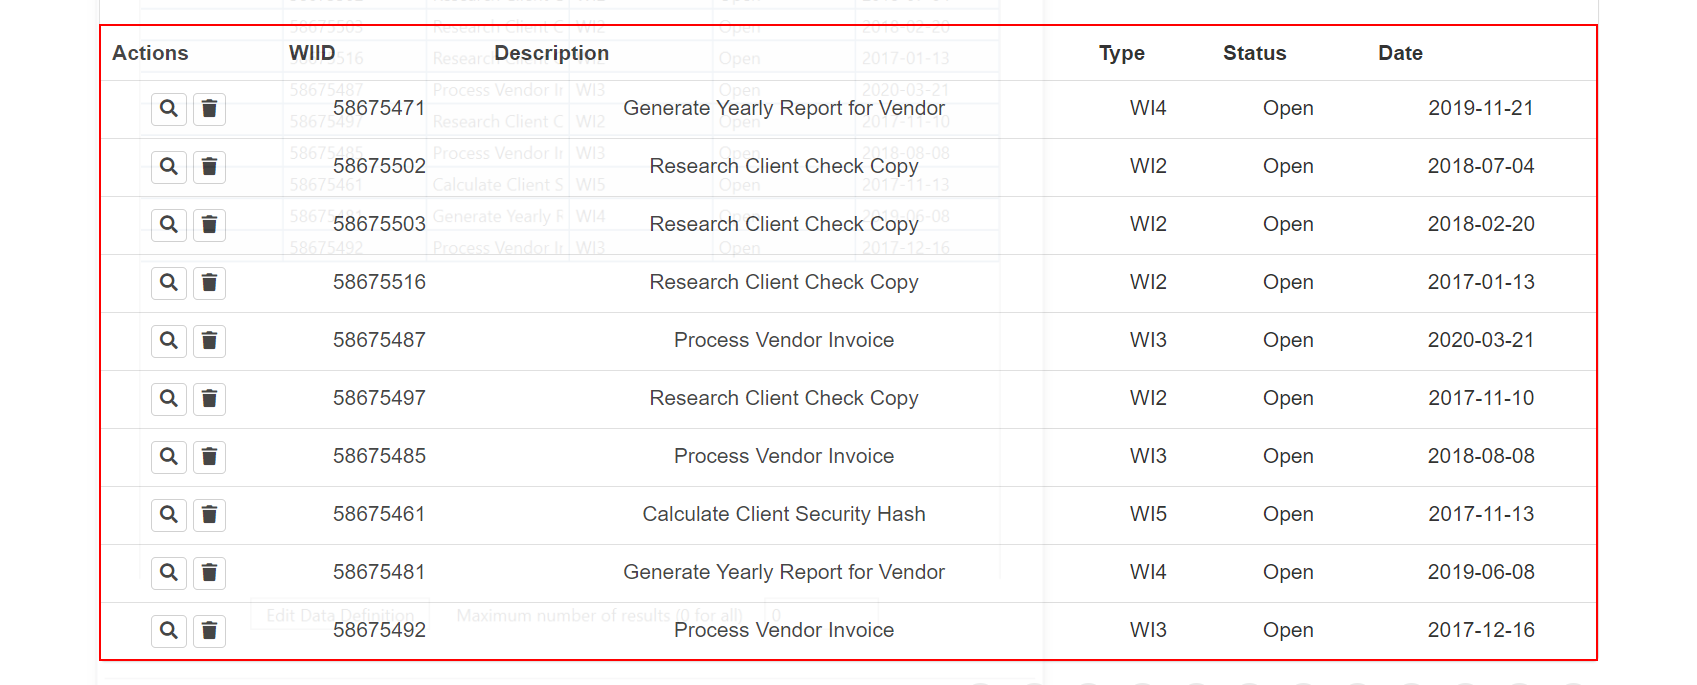 Actions WIID Description Type Status Date
58675471 Generate Yearly Report for Vendor WI4 Open 2019-11-21
58675502 Research Client Check Copy WI2 Open 2018-07-04
58675503 Research Client Check Copy WI2 Open 2018-02-20
58675516 Research Client Check Copy WI2 Open 2017-01-13
58675487 Process Vendor Invoice WI3 Open 2020-03-21
58675497 Research Client Check Copy WI2 Open 2017-11-10
58675485 Process Vendor Invoice WI3 Open 2018-08-08
58675461 Calculate Client Security Hash WI5 Open 2017-11-13
58675481 Generate Yearly Report for Vendor WI4 Open 2019-06-08
Edit Data Definition Maximum number of results (0 for all) 0
58675492 Process Vendor Invoice WI3 Open 2017-12-16